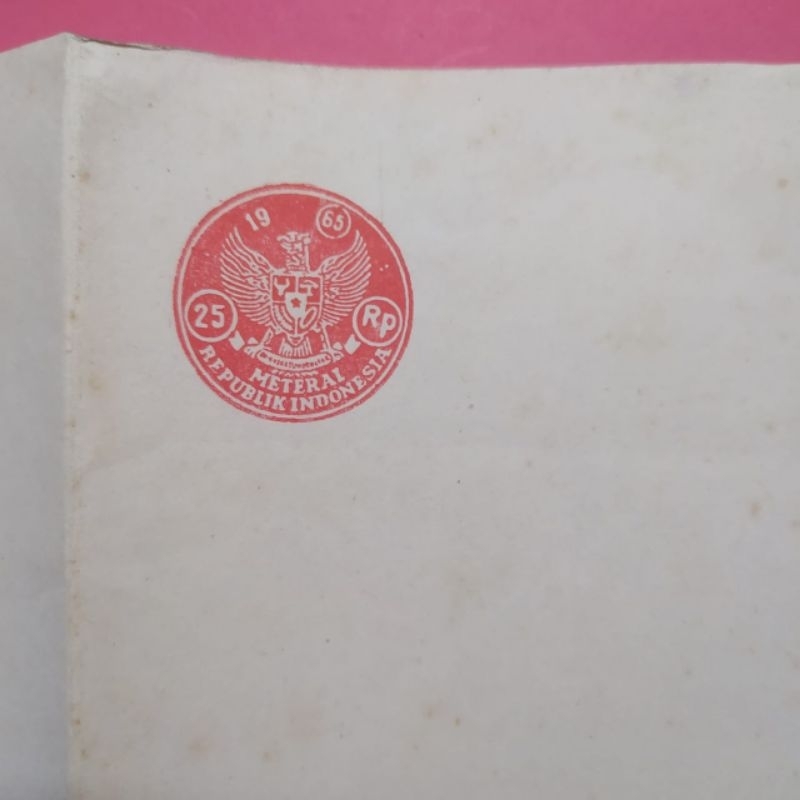 19 65
25 Rp
METERAI
REPUBLIK INDONESIA